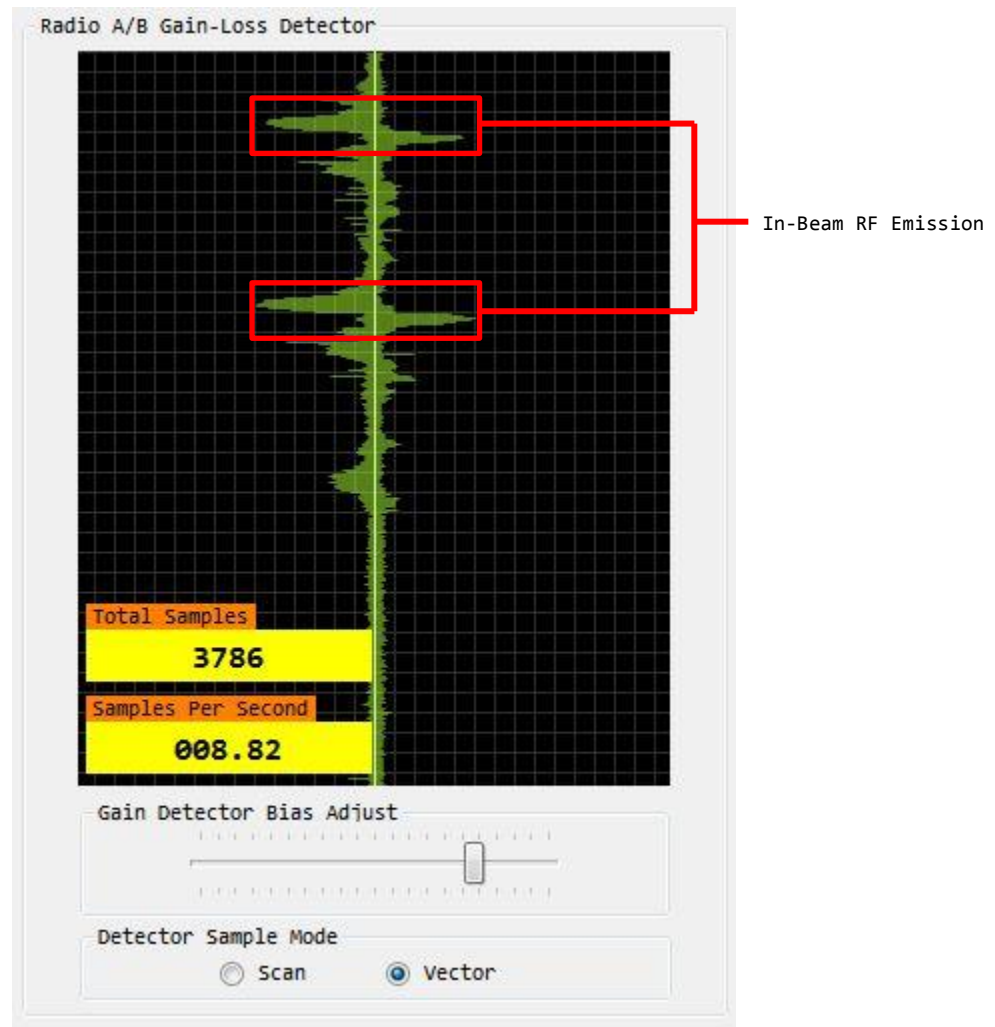 Radio A/B Gain-Loss Detector
In-Beam RF Emission
Total Samples
3786
Samples Per Second
008.82
Gain Detector Bias Adjust
Detector Sample Mode
Scan
Vector